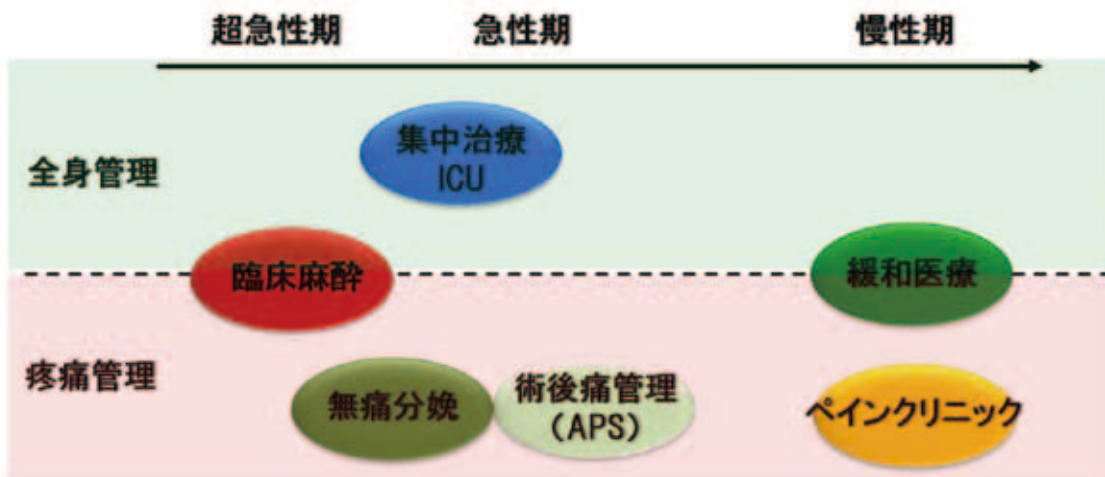 超急性期
急性期
慢性期
全身管理
集中治療
ICU
臨床麻酔
緩和医療
疼痛管理
無痛分娩
術後痛管理
(APS)
ペインクリニック